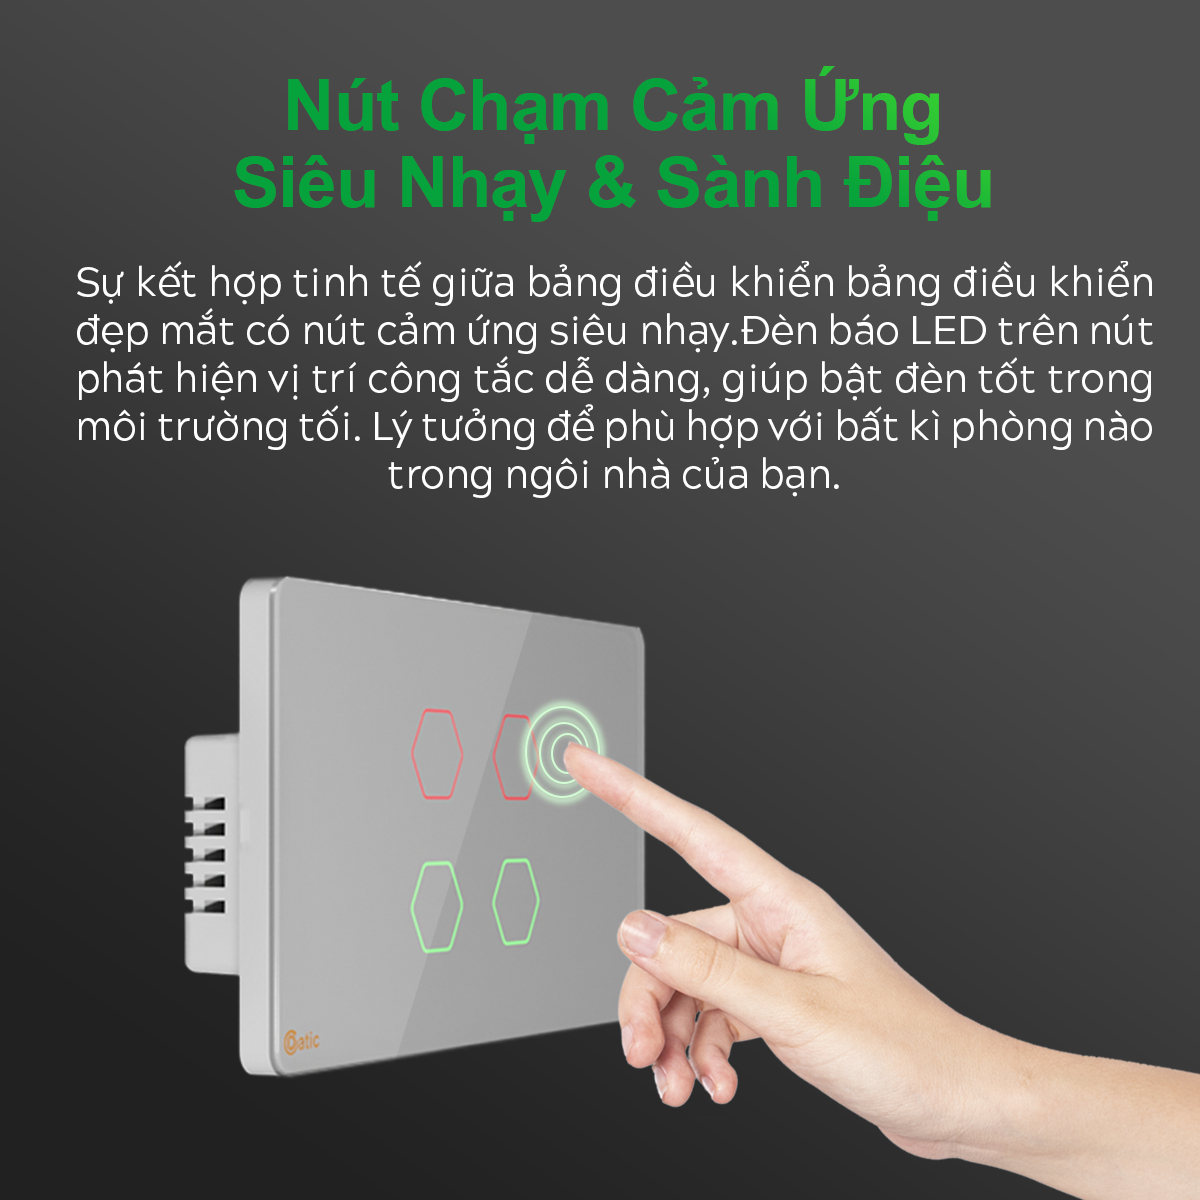 Nút Chạm Cảm Ứng
Siêu Nhạy & Sành Điệu
Sự kết hợp tinh tế giữa bảng điều khiển bảng điều khiển
đẹp mắt có nút cảm ứng siêu nhạy.Đèn báo LED trên nút
phát hiện vị trí công tắc dễ dàng, giúp bật đèn tốt trong
môi trường tối. Lý tưởng để phù hợp với bất kì phòng nào
trong ngôi nhà của bạn.
Oatic